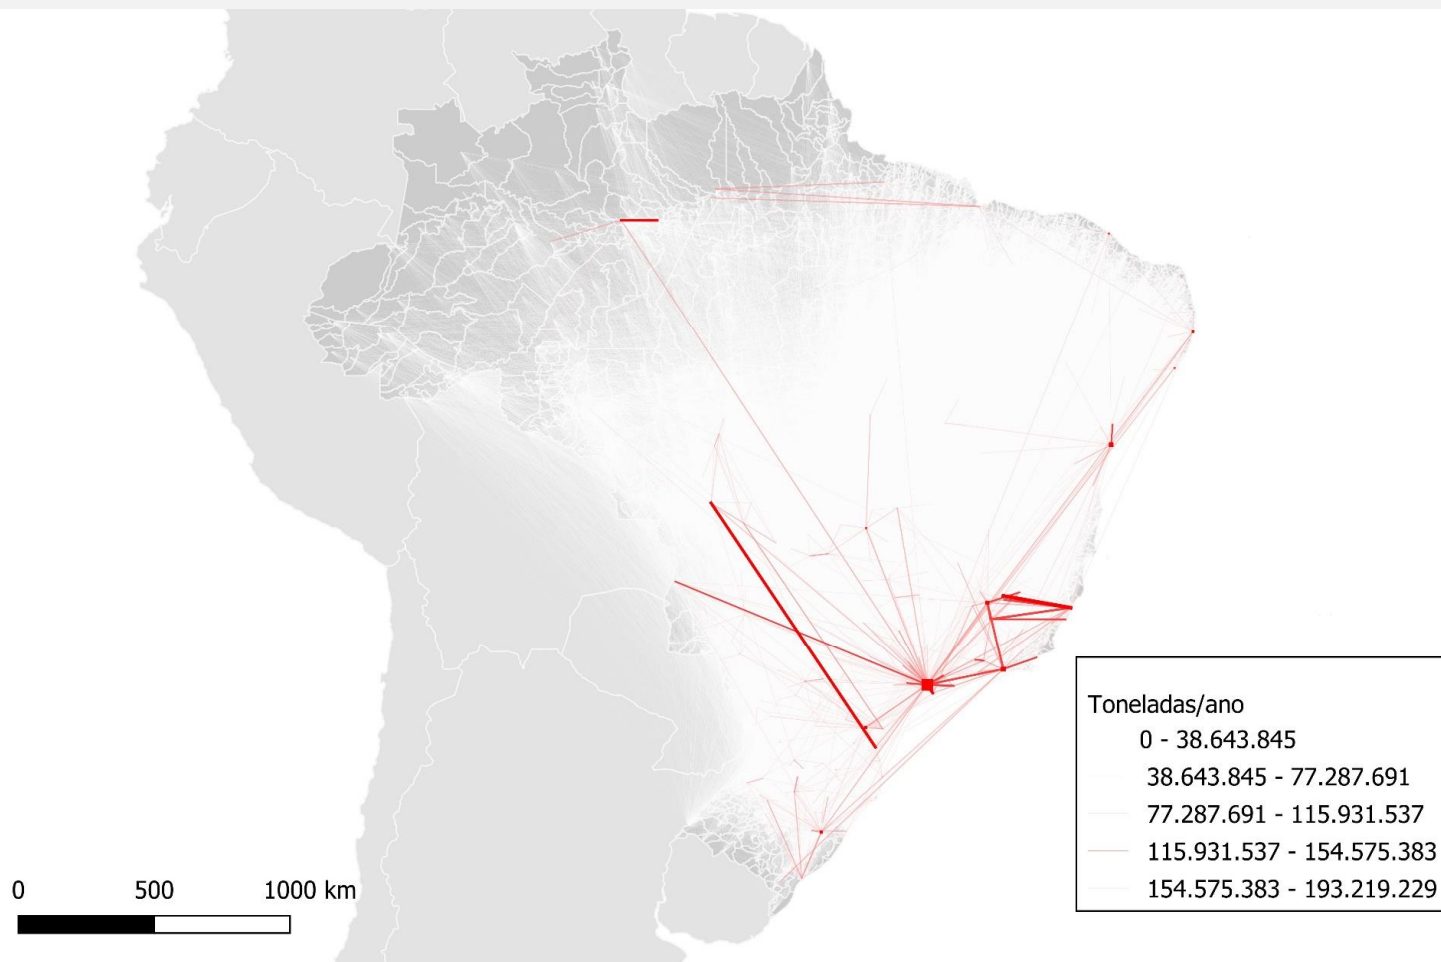 Toneladas/ano
0 - 38.643.845
38.643.845 - 77.287.691
77.287.691 - 115.931.537
115.931.537 - 154.575.383
154.575.383 - 193.219.229
0 500 1000 km